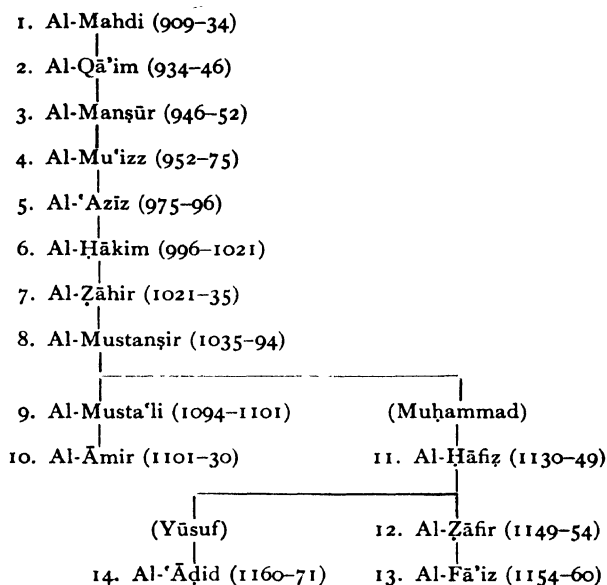 1. Al-Mahdi (909–34)
2. Al-Qā’im (934–46)
3. Al-Manṣūr (946–52)
4. Al-Mu‘izz (952–75)
5. Al-‘Azīz (975–96)
6. Al-Ḥākim (996–1021)
7. Al-Ẓāhir (1021–35)
8. Al-Mustanṣir (1035–94)
9. Al-Musta‘li (1094–1101) (Muḥammad)
10. Al-Āmir (1101–30) 11. Al-Ḥāfiẓ (1130–49)
(Yūsuf) 12. Al-Ẓāfir (1149–54)
14. Al-‘Āḍid (1160–71) 13. Al-Fā’iz (1154–60)